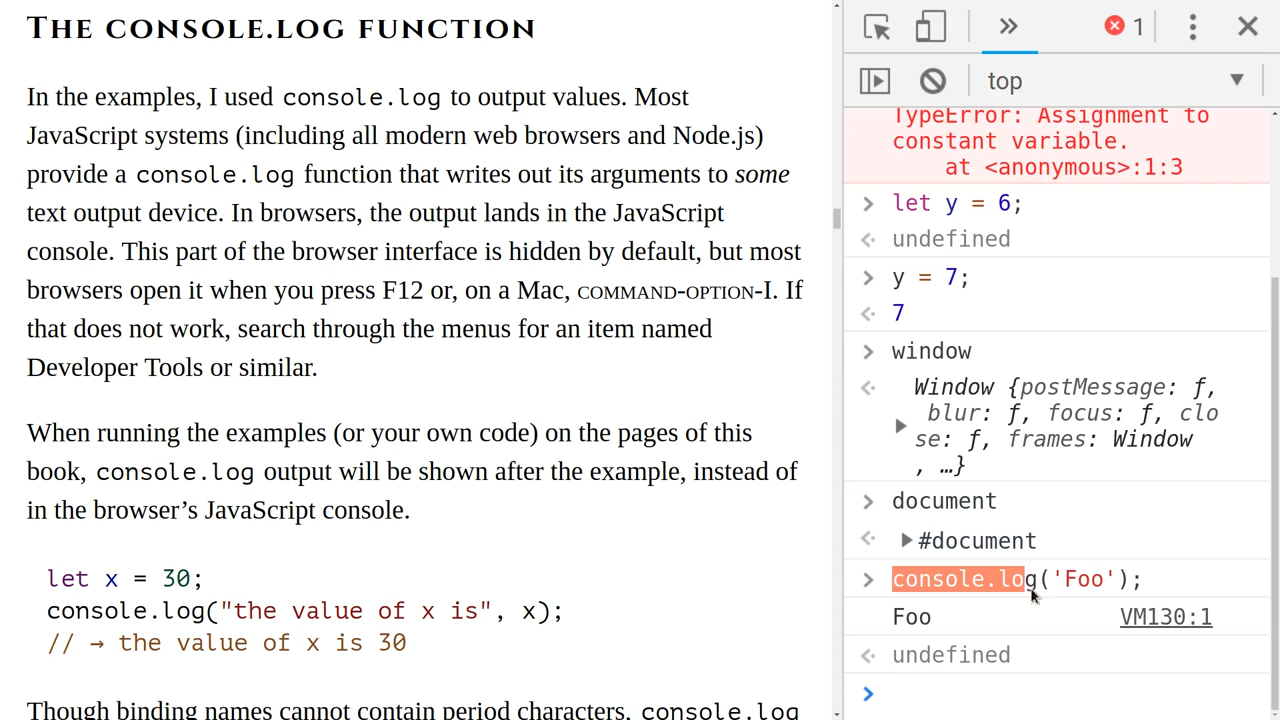 The console.log function
In the examples, I used console.log to output values. Most
JavaScript systems (including all modern web browsers and Node.js)
provide a console.log function that writes out its arguments to some
text output device. In browsers, the output lands in the JavaScript
console. This part of the browser interface is hidden by default, but most
browsers open it when you press F12 or, on a Mac, command-option-I. If
that does not work, search through the menus for an item named
Developer Tools or similar.
When running the examples (or your own code) on the pages of this
book, console.log output will be shown after the example, instead of
in the browser’s JavaScript console.
let x = 30;
console.log("the value of x is", x);
// → the value of x is 30
Though binding names cannot contain period characters, console.log
1
top
TypeError: Assignment to
constant variable.
at <anonymous>:1:3
let y = 6;
undefined
y = 7;
7
window
Window {postMessage: ƒ,
blur: ƒ, focus: ƒ, clo
se: ƒ, frames: Window
, …}
document
#document
console.log('Foo');
Foo VM130:1
undefined